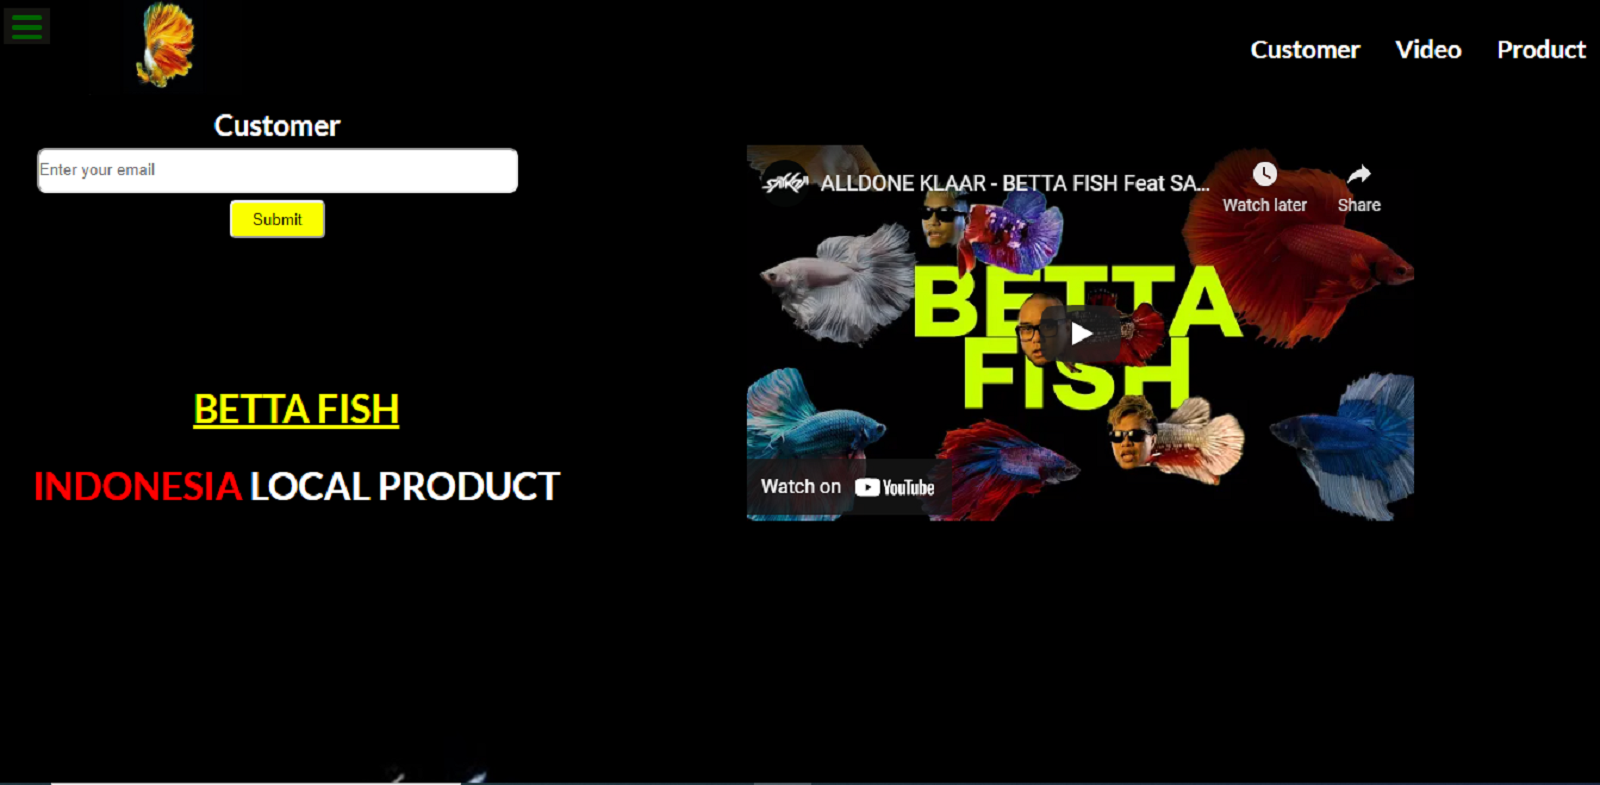 Customer Video Product
Customer
Enter your email
Submit
BETTA FISH
INDONESIA LOCAL PRODUCT
ALLDONE KLAAR - BETTA FISH Feat SA...
Watch later
Share
BETTA
FISH
Watch on YouTube